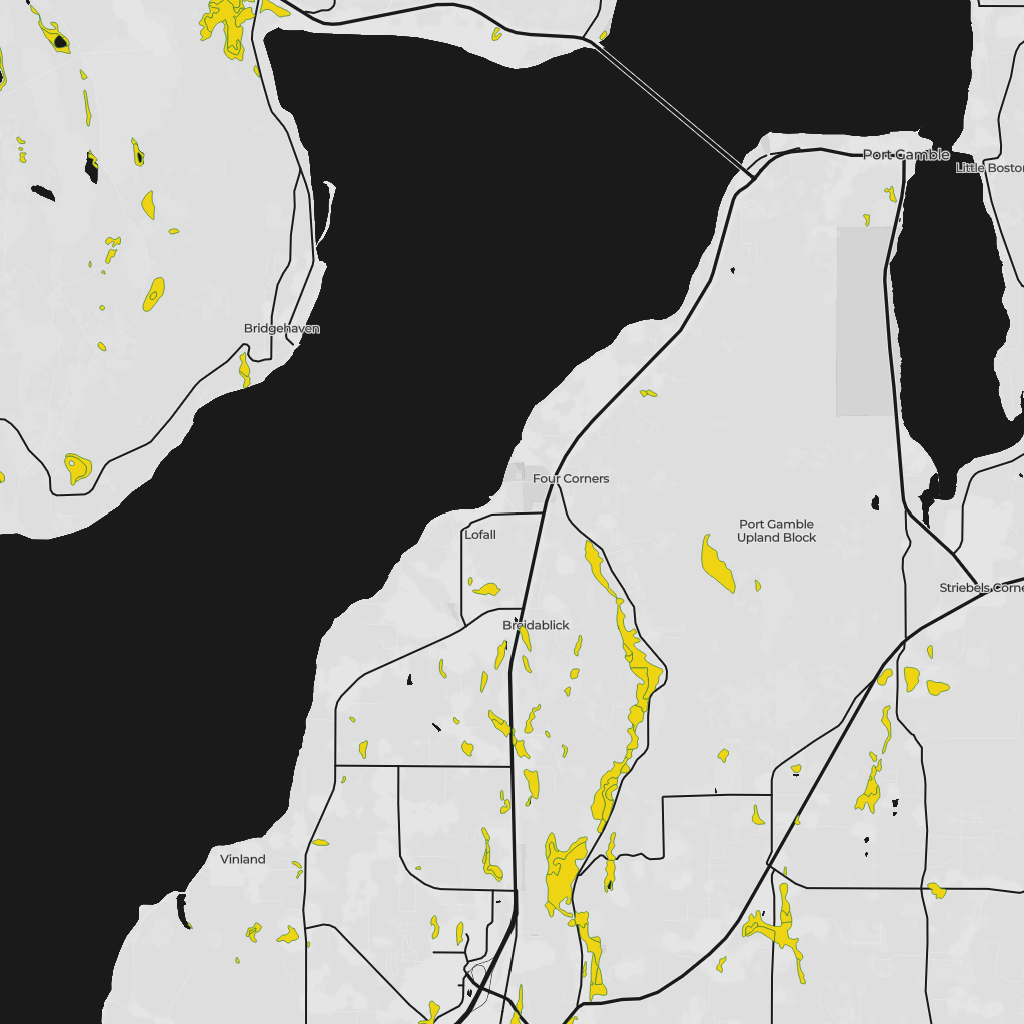 Port Gamble
Little Boston
Bridgehaven
Four Corners
Port Gamble
Upland Block
Lofall
Striebels Corne
Breidablick
Vinland